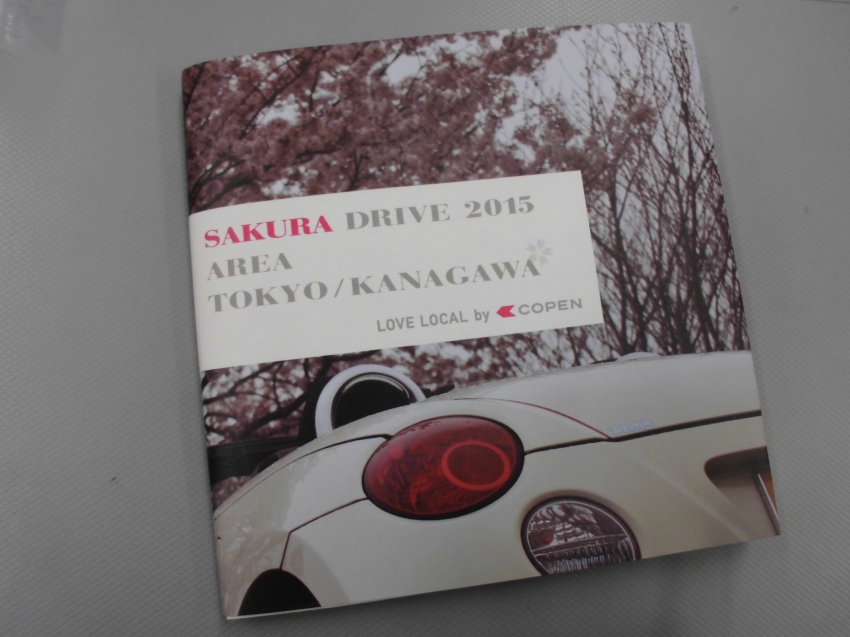 SAKURA DRIVE 2015
AREA
TOKYO/KANAGAWA
LOVE LOCAL by COPEN